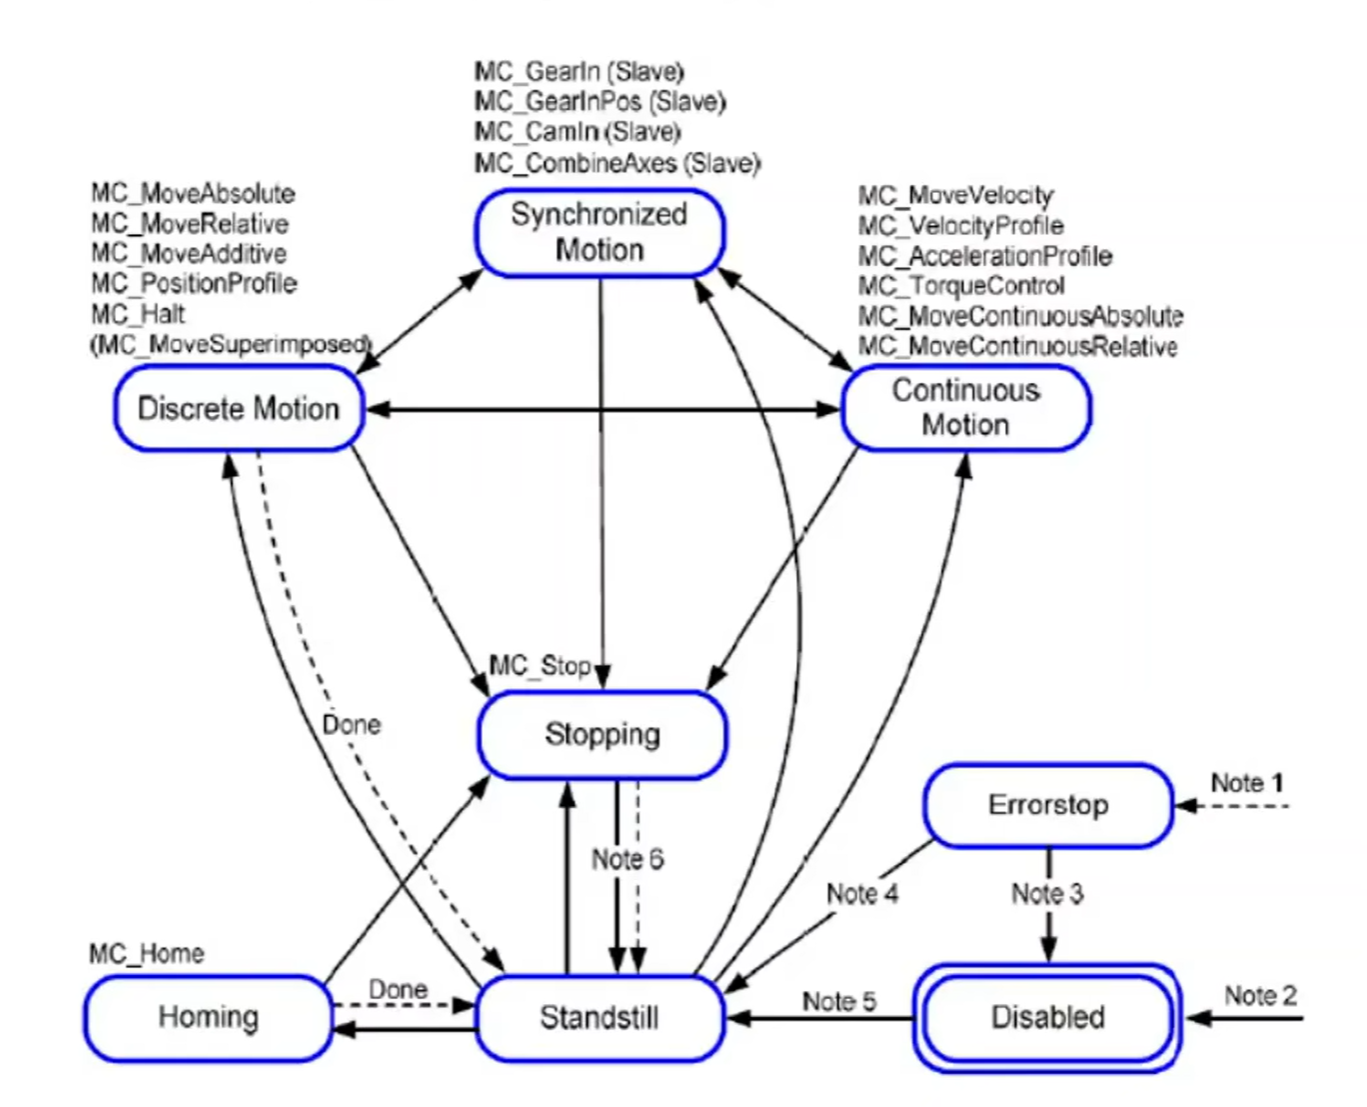 MC_GearIn (Slave)
MC_GearInPos (Slave)
MC_CamIn (Slave)
MC_CombineAxes (Slave)
Synchronized
Motion
MC_MoveAbsolute
MC_MoveRelative
MC_MoveAdditive
MC_PositionProfile
MC_Halt
(MC_MoveSuperimposed)
Discrete Motion
MC_MoveVelocity
MC_VelocityProfile
MC_AccelerationProfile
MC_TorqueControl
MC_MoveContinuousAbsolute
MC_MoveContinuousRelative
Continuous
Motion
MC_Stop
Stopping
Done
Note 6
Errorstop
Note 1
Note 4
Note 3
MC_Home
Homing
Done
Standstill
Note 5
Disabled
Note 2